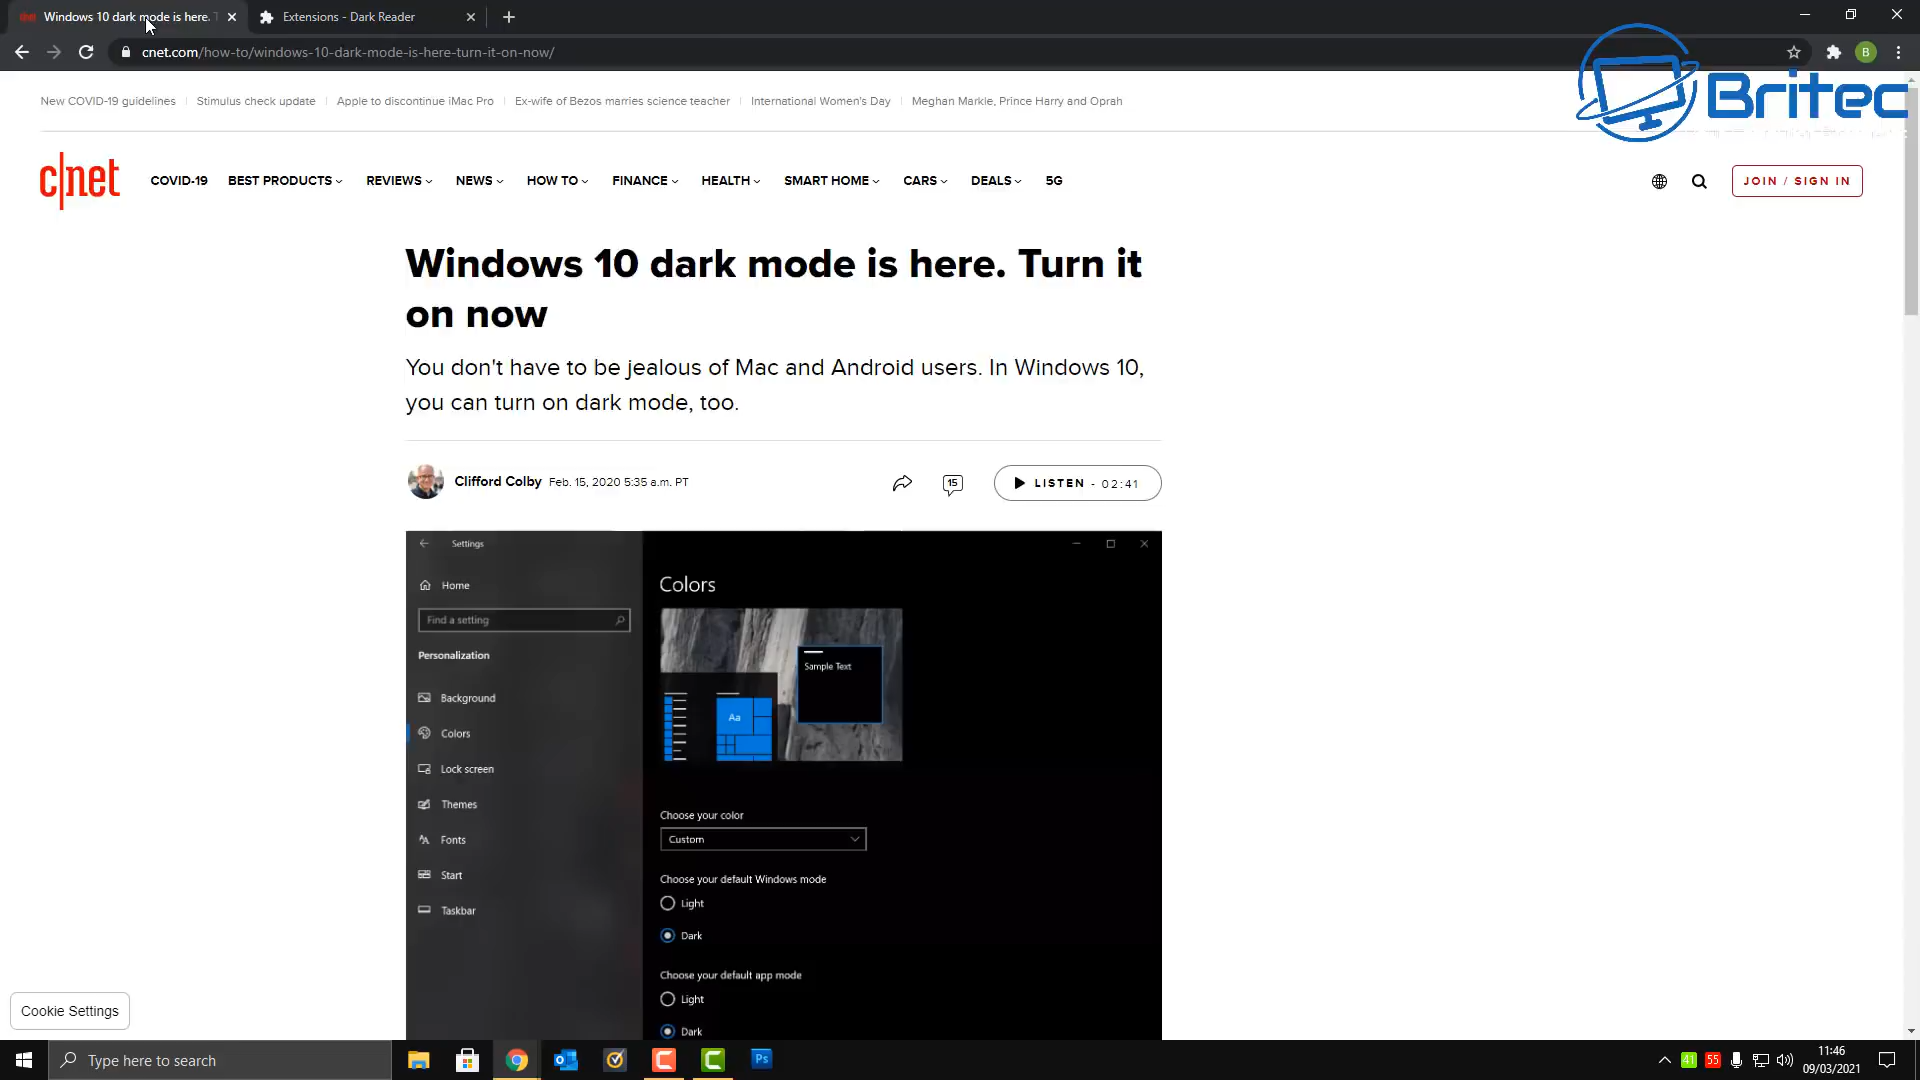 Windows 10 dark mode is here.
Extensions - Dark Reader
cnet.com/how-to/windows-10-dark-mode-is-here-turn-it-on-now/
B
Britec
New COVID-19 guidelines
Stimulus check update
Apple to discontinue iMac Pro
Ex-wife of Bezos marries science teacher
International Women's Day
Meghan Markle, Prince Harry and Oprah
c|net
COVID-19
BEST PRODUCTS
REVIEWS
NEWS
HOW TO
FINANCE
HEALTH
SMART HOME
CARS
DEALS
5G
JOIN / SIGN IN
Windows 10 dark mode is here. Turn it
on now
You don't have to be jealous of Mac and Android users. In Windows 10,
you can turn on dark mode, too.
Clifford Colby Feb. 15, 2020 5:35 a.m. PT
15
LISTEN - 02:41
Settings
Home
Find a setting
Personalization
Background
Colors
Lock screen
Themes
Fonts
Start
Taskbar
Colors
Sample Text
Aa
Choose your color
Custom
Choose your default Windows mode
Light
Dark
Choose your default app mode
Light
Dark
Cookie Settings
Type here to search
Ps
41
55
11:46
09/03/2021